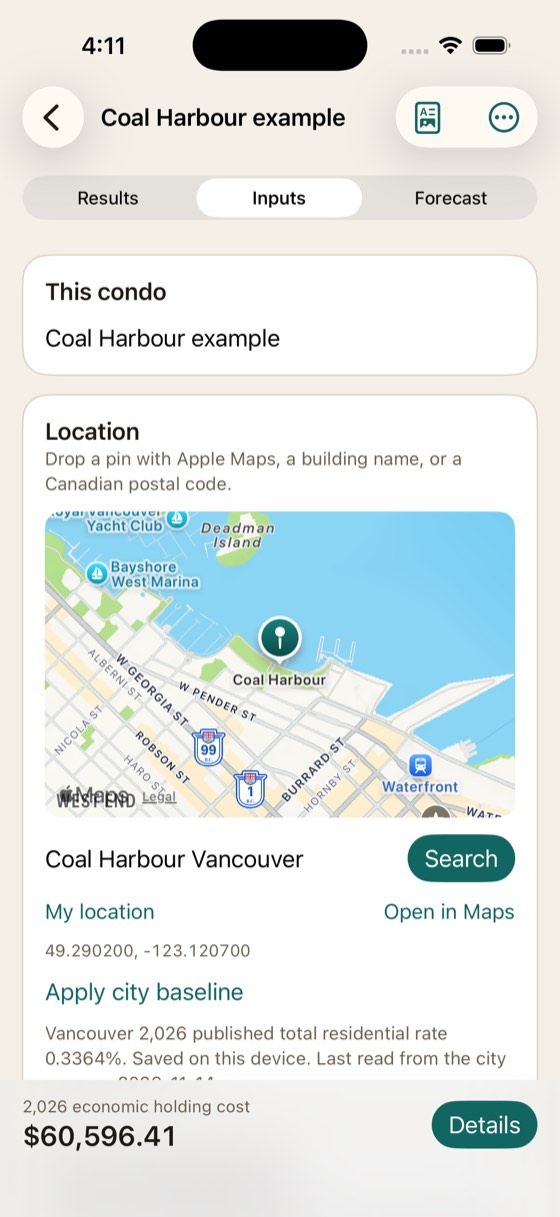 4:11
Coal Harbour example
Results
Inputs
Forecast
This condo
Coal Harbour example
Location
Drop a pin with Apple Maps, a building name, or a
Canadian postal code.
Yacht Club
Deadman
Island
Bayshore
West Marina
Coal Harbour
ALBERNI ST
W GEORGIA ST
W PENDER ST
NICOLA ST
ROBSON ST
HARO ST
99
B.C.
1
B.C.
BURRARD ST
HORNBY ST
Waterfront
Maps
WEST END
Legal
Coal Harbour Vancouver
Search
My location
Open in Maps
49.290200, -123.120700
Apply city baseline
Vancouver 2,026 published total residential rate
0.3364%. Saved on this device. Last read from the city
2,026 economic holding cost
$60,596.41
Details